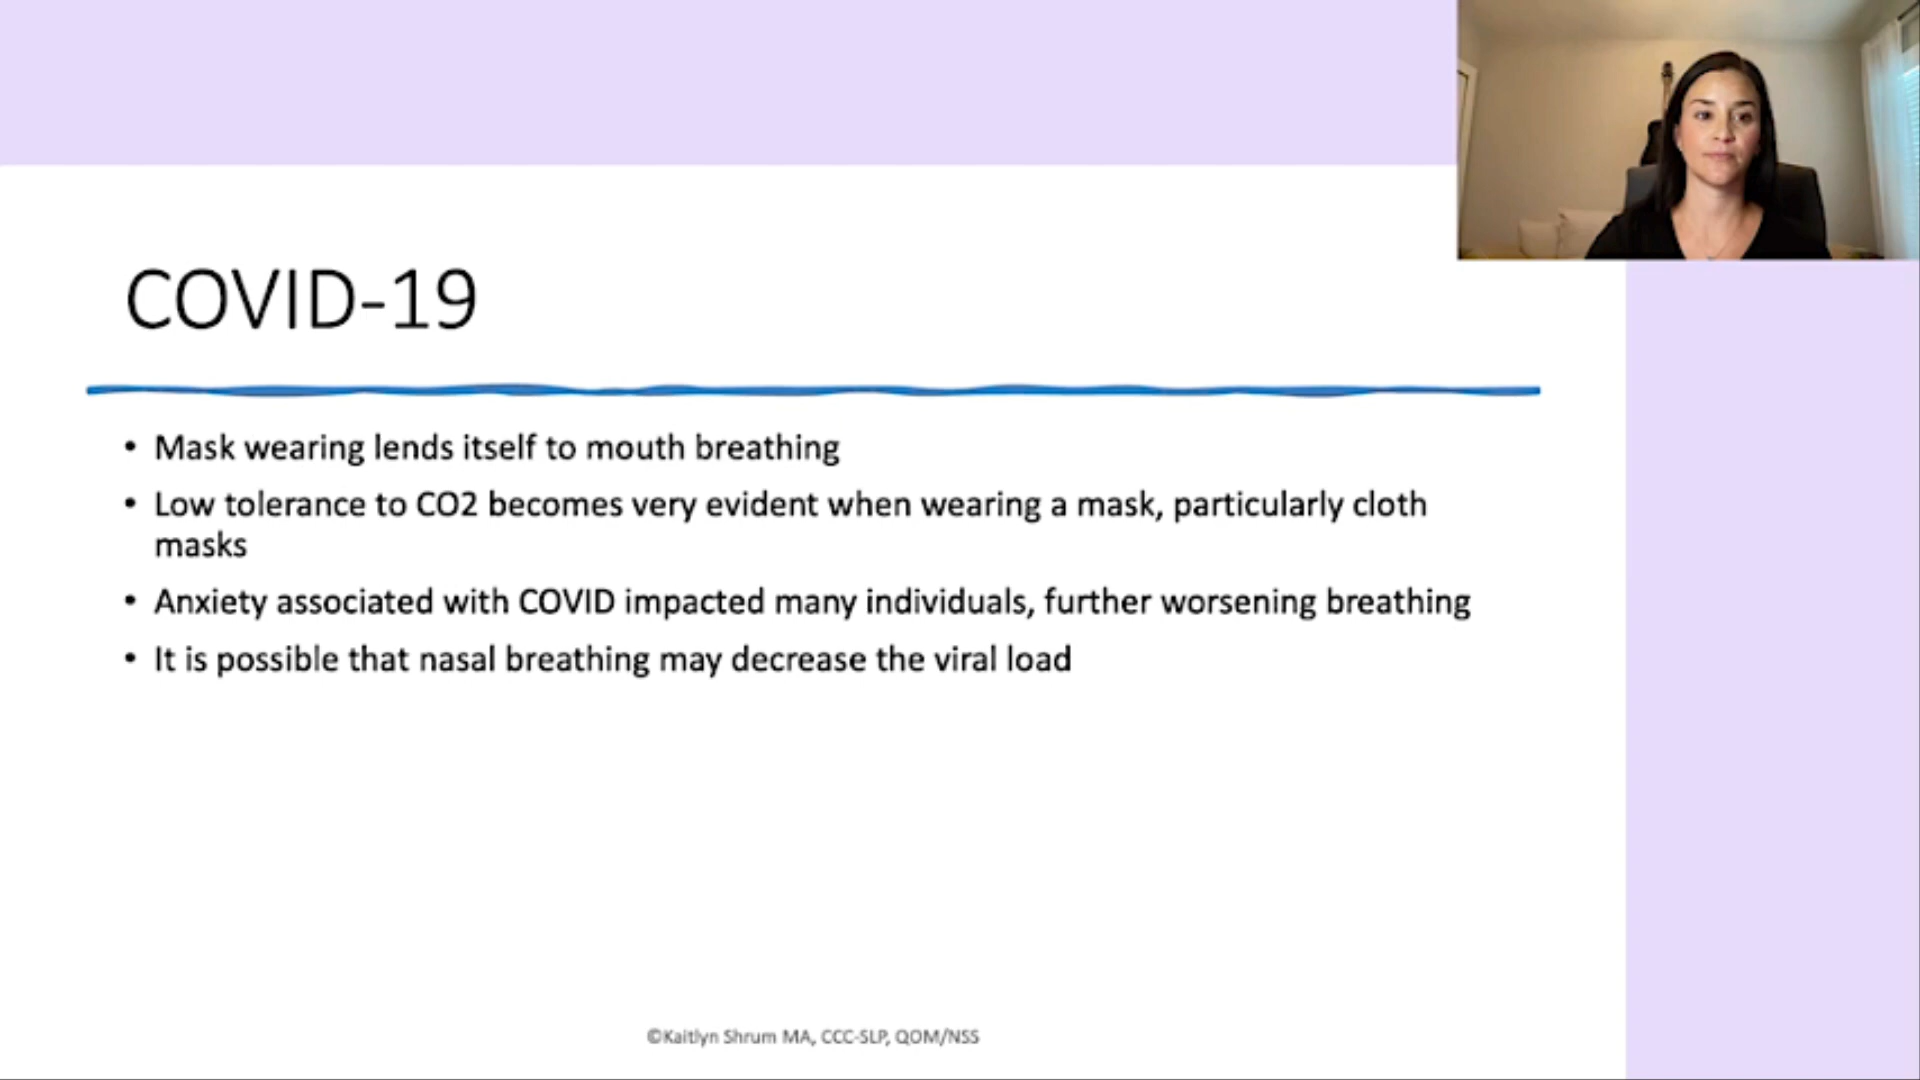 COVID-19
• Mask wearing lends itself to mouth breathing
• Low tolerance to CO2 becomes very evident when wearing a mask, particularly cloth
masks
• Anxiety associated with COVID impacted many individuals, further worsening breathing
• It is possible that nasal breathing may decrease the viral load
©Kaitlyn Shrum MA, CCC-SLP, QOM/NSS